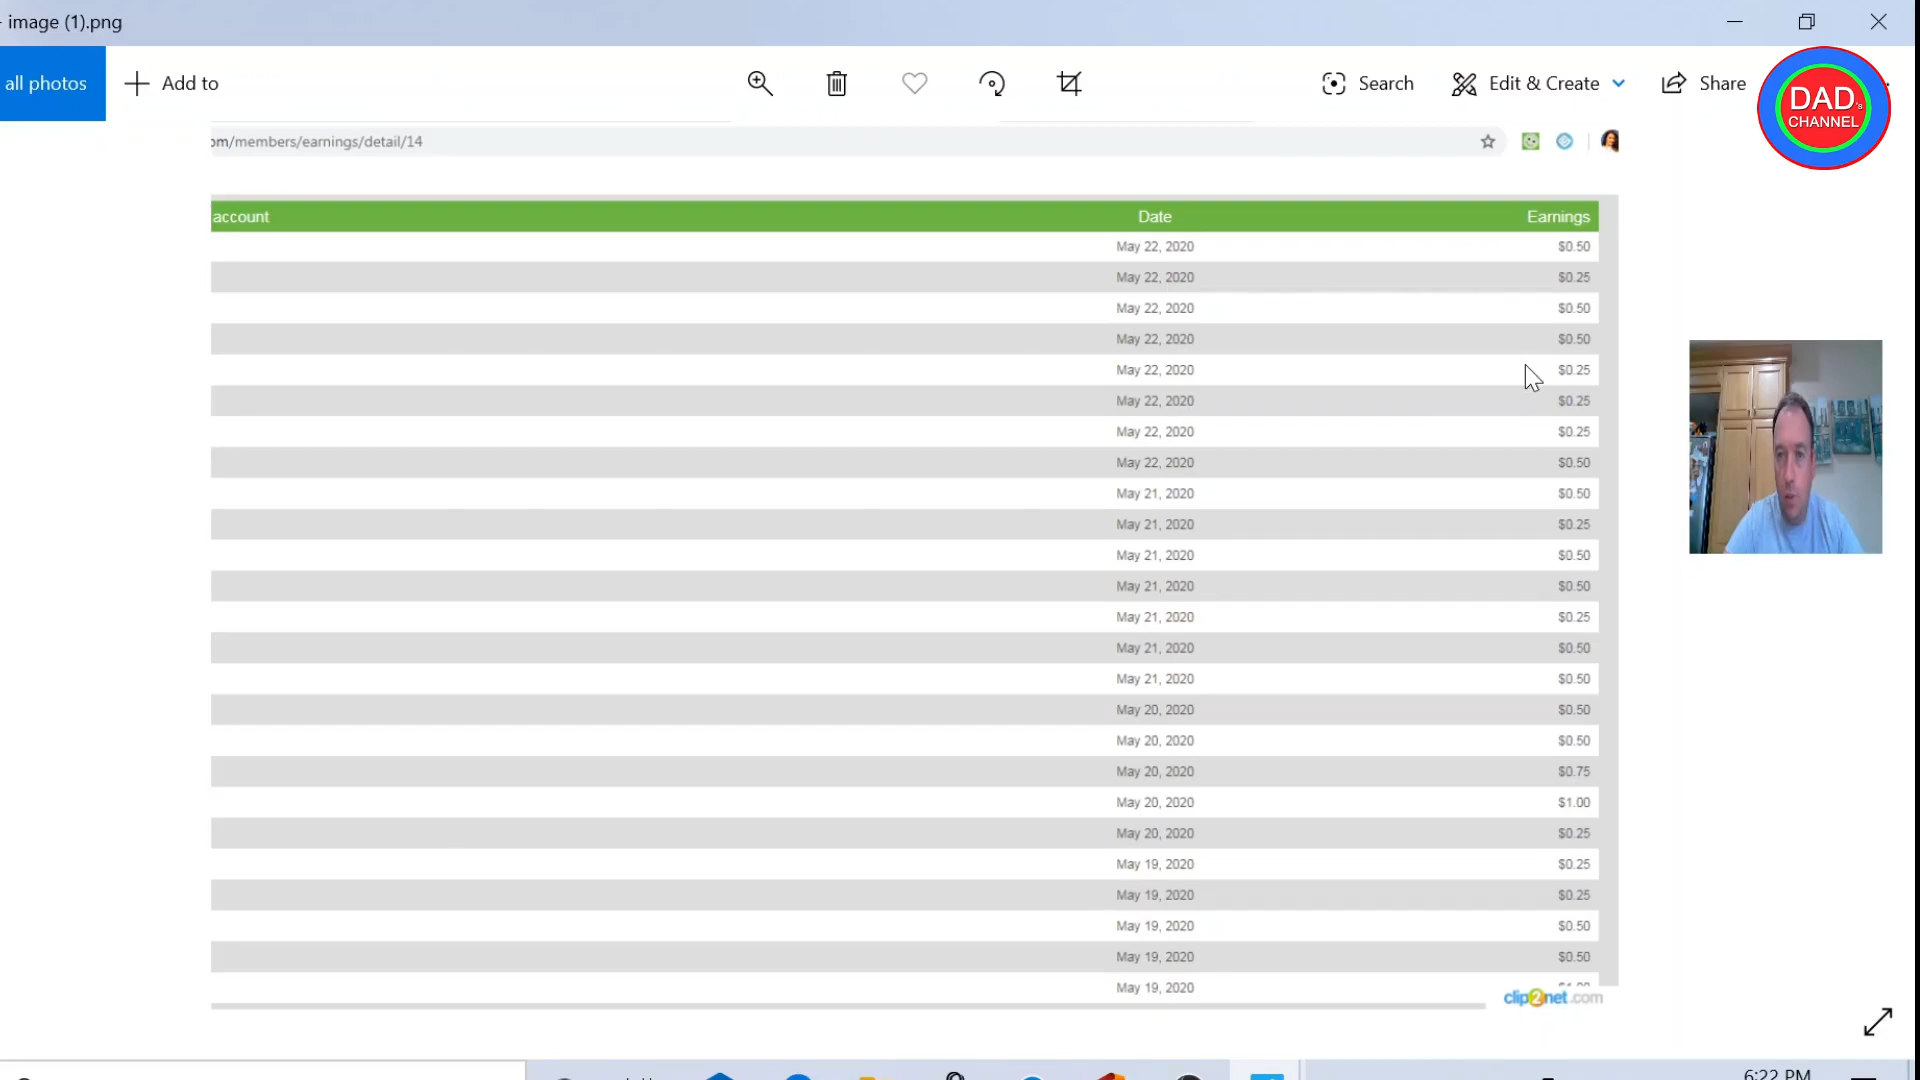 image (1).png
all photos
Add to
Search
Edit & Create
Share
DAD's
CHANNEL
om/members/earnings/detail/14
account Date Earnings
May 22, 2020 $0.50
May 22, 2020 $0.25
May 22, 2020 $0.50
May 22, 2020 $0.50
May 22, 2020 $0.25
May 22, 2020 $0.25
May 22, 2020 $0.25
May 22, 2020 $0.50
May 21, 2020 $0.50
May 21, 2020 $0.25
May 21, 2020 $0.50
May 21, 2020 $0.50
May 21, 2020 $0.25
May 21, 2020 $0.50
May 21, 2020 $0.50
May 20, 2020 $0.50
May 20, 2020 $0.50
May 20, 2020 $0.75
May 20, 2020 $1.00
May 20, 2020 $0.25
May 19, 2020 $0.25
May 19, 2020 $0.25
May 19, 2020 $0.50
May 19, 2020 $0.50
May 19, 2020
clip2net.com
6:22 PM